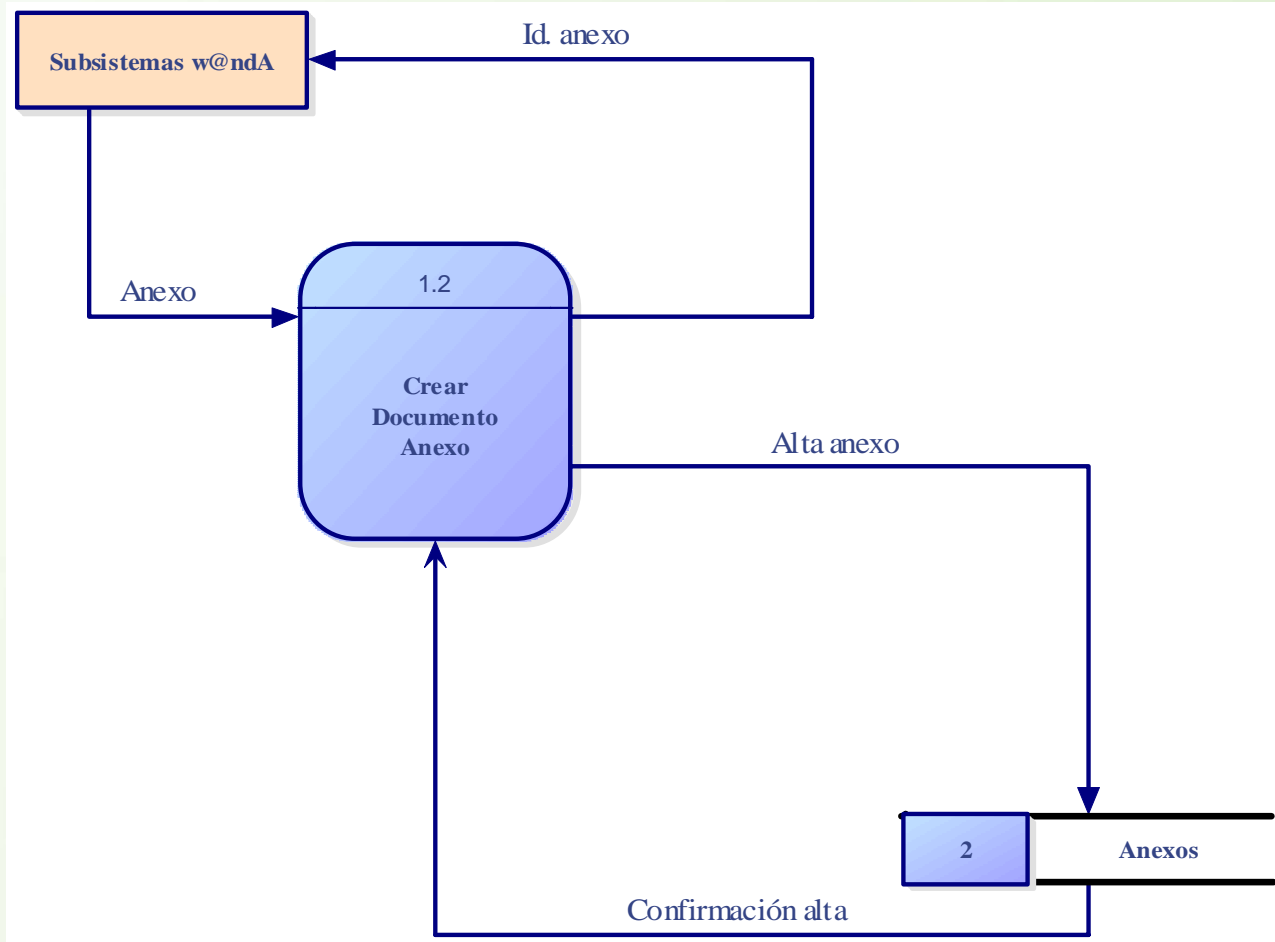 Id. anexo
Subsistemas w@ndA
1.2
Anexo
Crear
Documento
Anexo
Alta anexo
2
Anexos
Confirmación alta